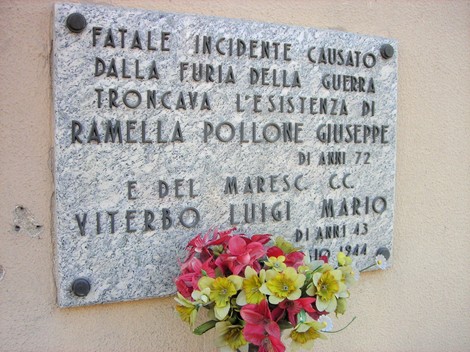 FATALE INCIDENTE CAUSATO
DALLA FURIA DELLA GUERRA
TRONCAVA L'ESISTENZA DI
RAMELLA POLLONE GIUSEPPE
DI ANNI 72
E DEL MARESC. CC.
VITERBO LUIGI MARIO
DI ANNI 43
1944